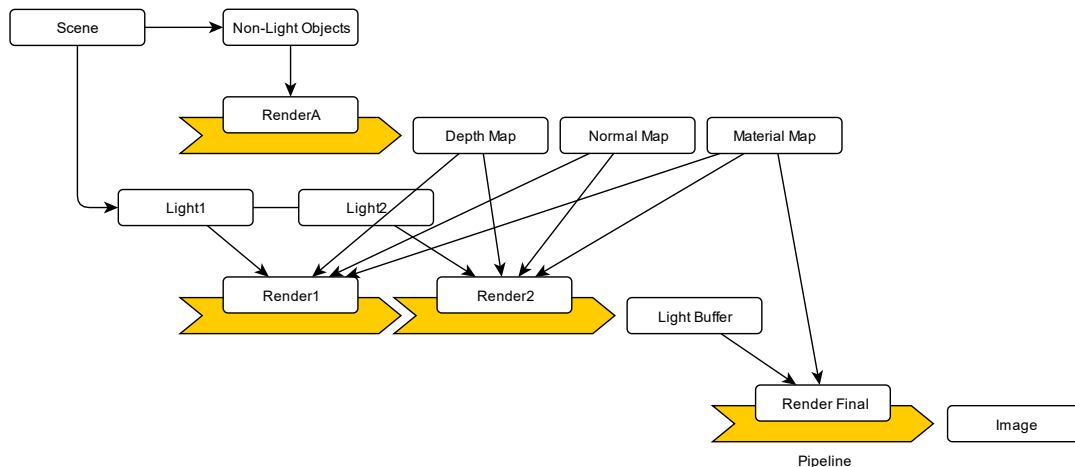 Scene
Non-Light Objects
RenderA
Depth Map
Normal Map
Material Map
Light1
Light2
Render1
Render2
Light Buffer
Render Final
Image
Pipeline